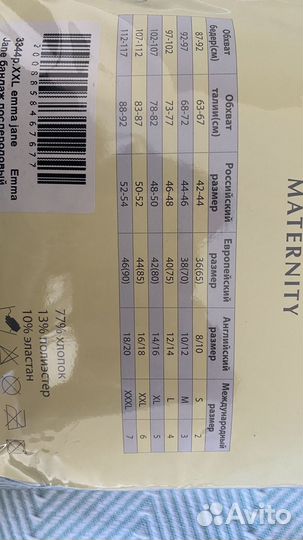 MATERNITY
Обхват бедер(см) Обхват талии(см) Российский размер Европейский размер Английский размер Международный размер
87-92 63-67 42-44 36(65) 8/10 S 2
92-97 68-72 44-46 38(70) 10/12 M 3
97-102 73-77 46-48 40(75) 12/14 L 4
102-107 78-82 48-50 42(80) 14/16 XL 5
107-112 83-87 50-52 44(85) 16/18 XXL 6
112-117 88-92 52-54 46(90) 18/20 XXXL 7
77% хлопок
13% полиэстер
10% эластан
2008858467677
3344р.XXL emma jane Emma
Jane бандаж послеродовый
Avito